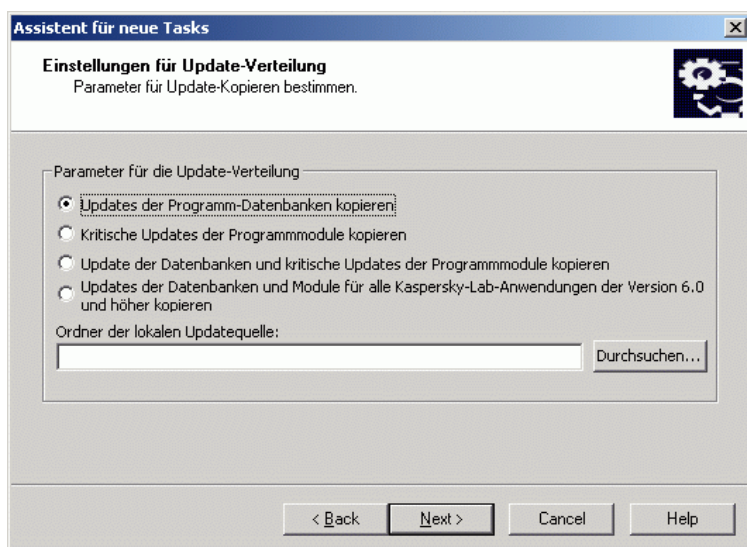 Assistent für neue Tasks
Einstellungen für Update-Verteilung
Parameter für Update-Kopieren bestimmen.
Parameter für die Update-Verteilung
Updates der Programm-Datenbanken kopieren
Kritische Updates der Programmmodule kopieren
Update der Datenbanken und kritische Updates der Programmmodule kopieren
Updates der Datenbanken und Module für alle Kaspersky-Lab-Anwendungen der Version 6.0
und höher kopieren
Ordner der lokalen Updatequelle:
Durchsuchen...
< Back Next > Cancel Help